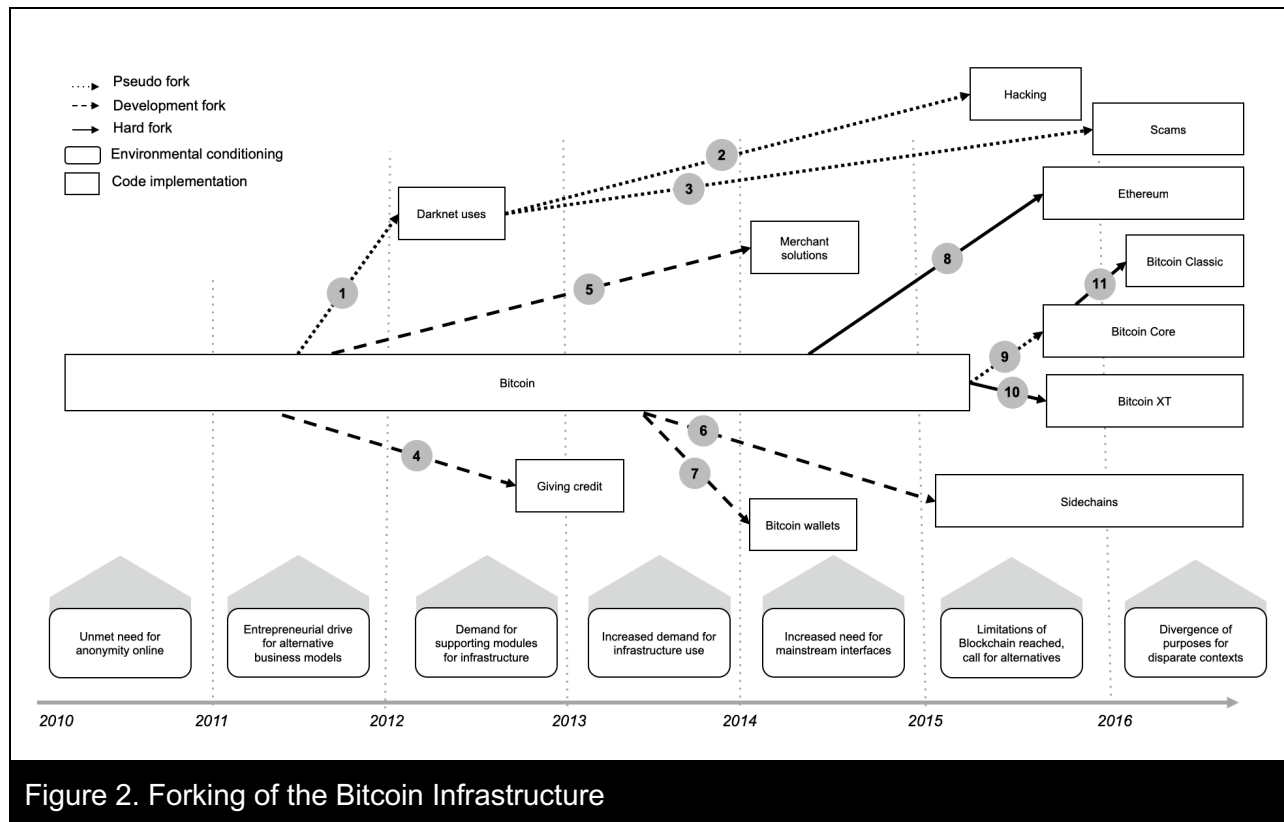 Pseudo fork
Development fork
Hard fork
Environmental conditioning
Code implementation
Hacking
Scams
2
3
Darknet uses
Ethereum
Merchant
solutions
8
Bitcoin Classic
1
5
11
Bitcoin Core
9
Bitcoin
10
Bitcoin XT
6
4
7
Giving credit
Sidechains
Bitcoin wallets
Unmet need for
anonymity online
Entrepreneurial drive
for alternative
business models
Demand for
supporting modules
for infrastructure
Increased demand for
infrastructure use
Increased need for
mainstream interfaces
Limitations of
Blockchain reached,
call for alternatives
Divergence of
purposes for
disparate contexts
2010
2011
2012
2013
2014
2015
2016
Figure 2. Forking of the Bitcoin Infrastructure